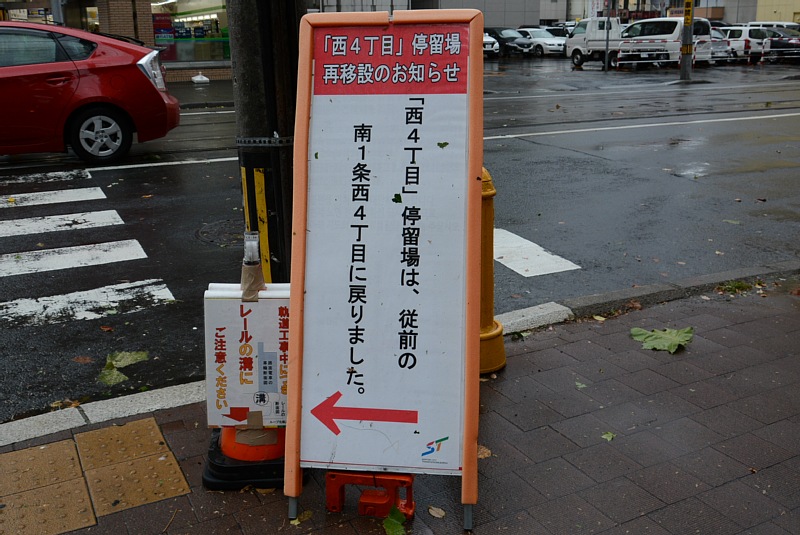 「西4丁目」停留場
再移設のお知らせ
「西4丁目」停留場は、従前の
南1条西4丁目に戻りました。
軌道工事中につき
レールの溝に
ご注意ください
溝
ST